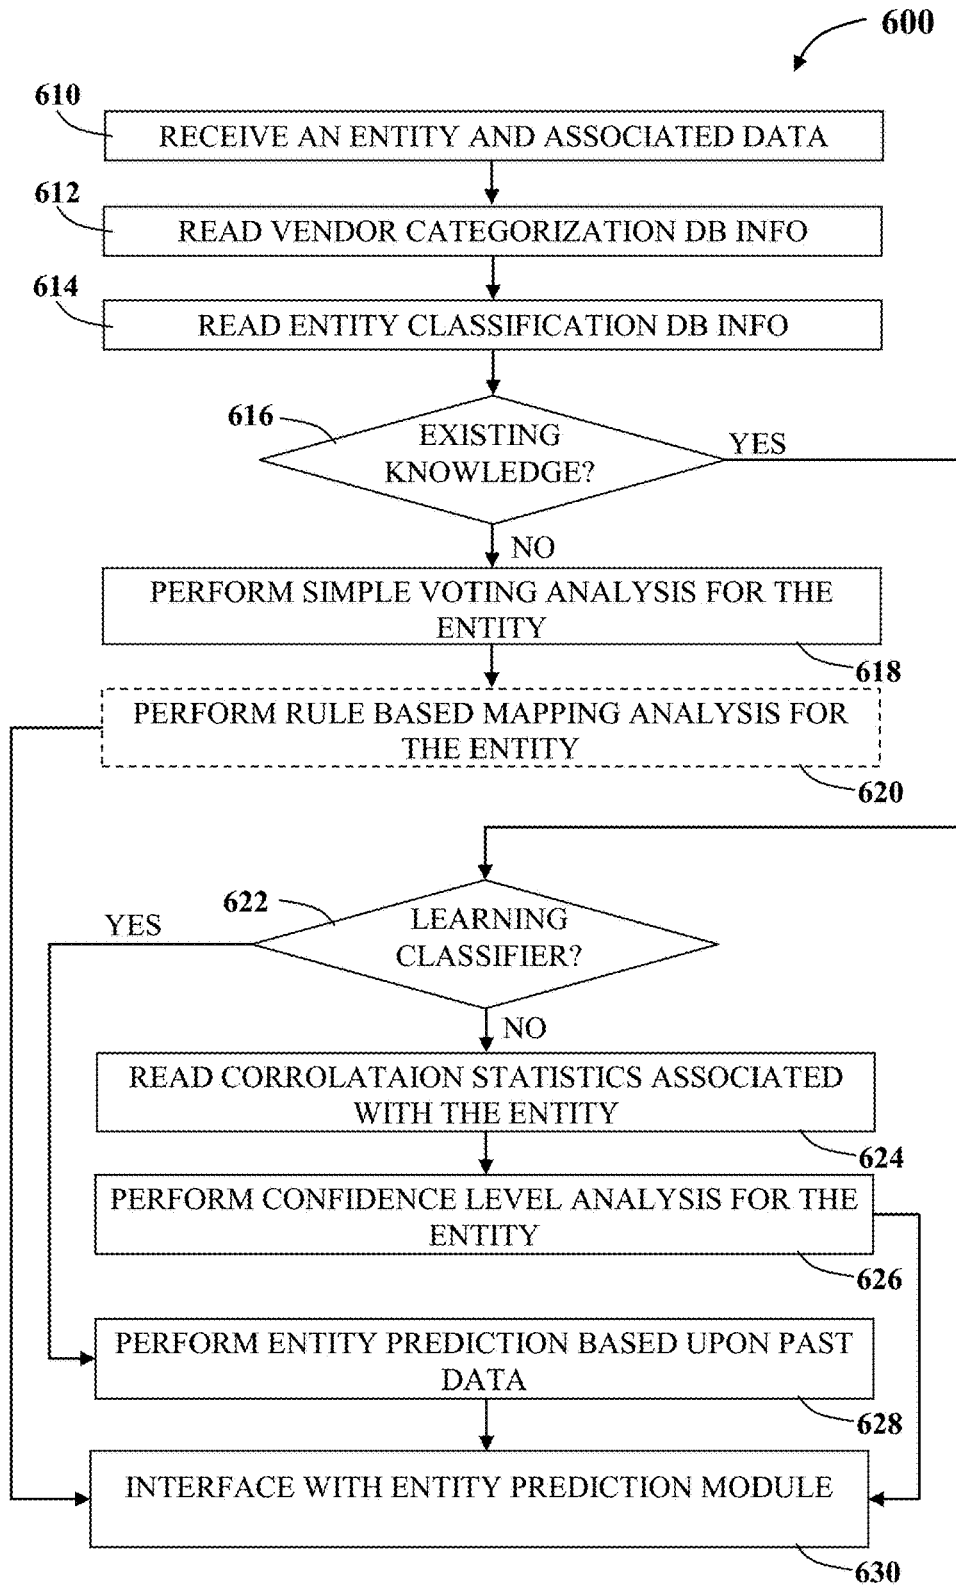 600
610
RECEIVE AN ENTITY AND ASSOCIATED DATA
612
READ VENDOR CATEGORIZATION DB INFO
614
READ ENTITY CLASSIFICATION DB INFO
616
EXISTING
KNOWLEDGE?
YES
NO
PERFORM SIMPLE VOTING ANALYSIS FOR THE
ENTITY
618
PERFORM RULE BASED MAPPING ANALYSIS FOR
THE ENTITY
620
622
LEARNING
CLASSIFIER?
YES
NO
READ CORROLATAION STATISTICS ASSOCIATED
WITH THE ENTITY
624
PERFORM CONFIDENCE LEVEL ANALYSIS FOR THE
ENTITY
626
PERFORM ENTITY PREDICTION BASED UPON PAST
DATA
628
INTERFACE WITH ENTITY PREDICTION MODULE
630